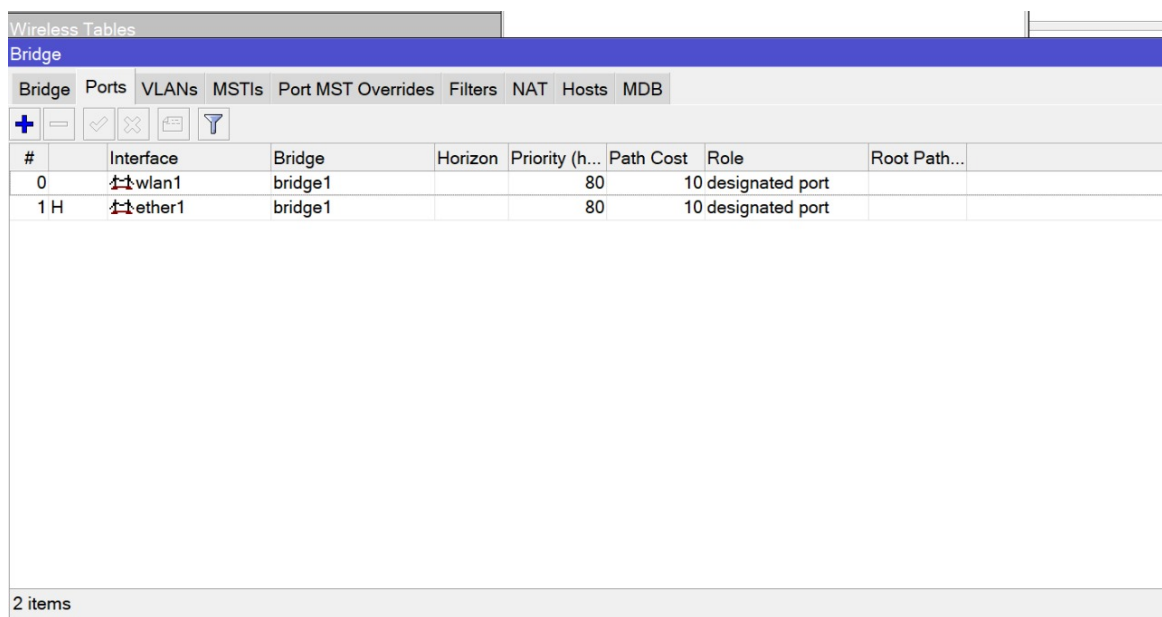 Wireless Tables
Bridge
Bridge Ports VLANs MSTIs Port MST Overrides Filters NAT Hosts MDB
# Interface Bridge Horizon Priority (h... Path Cost Role Root Path...
0 wlan1 bridge1 80 10 designated port
1 H ether1 bridge1 80 10 designated port
2 items